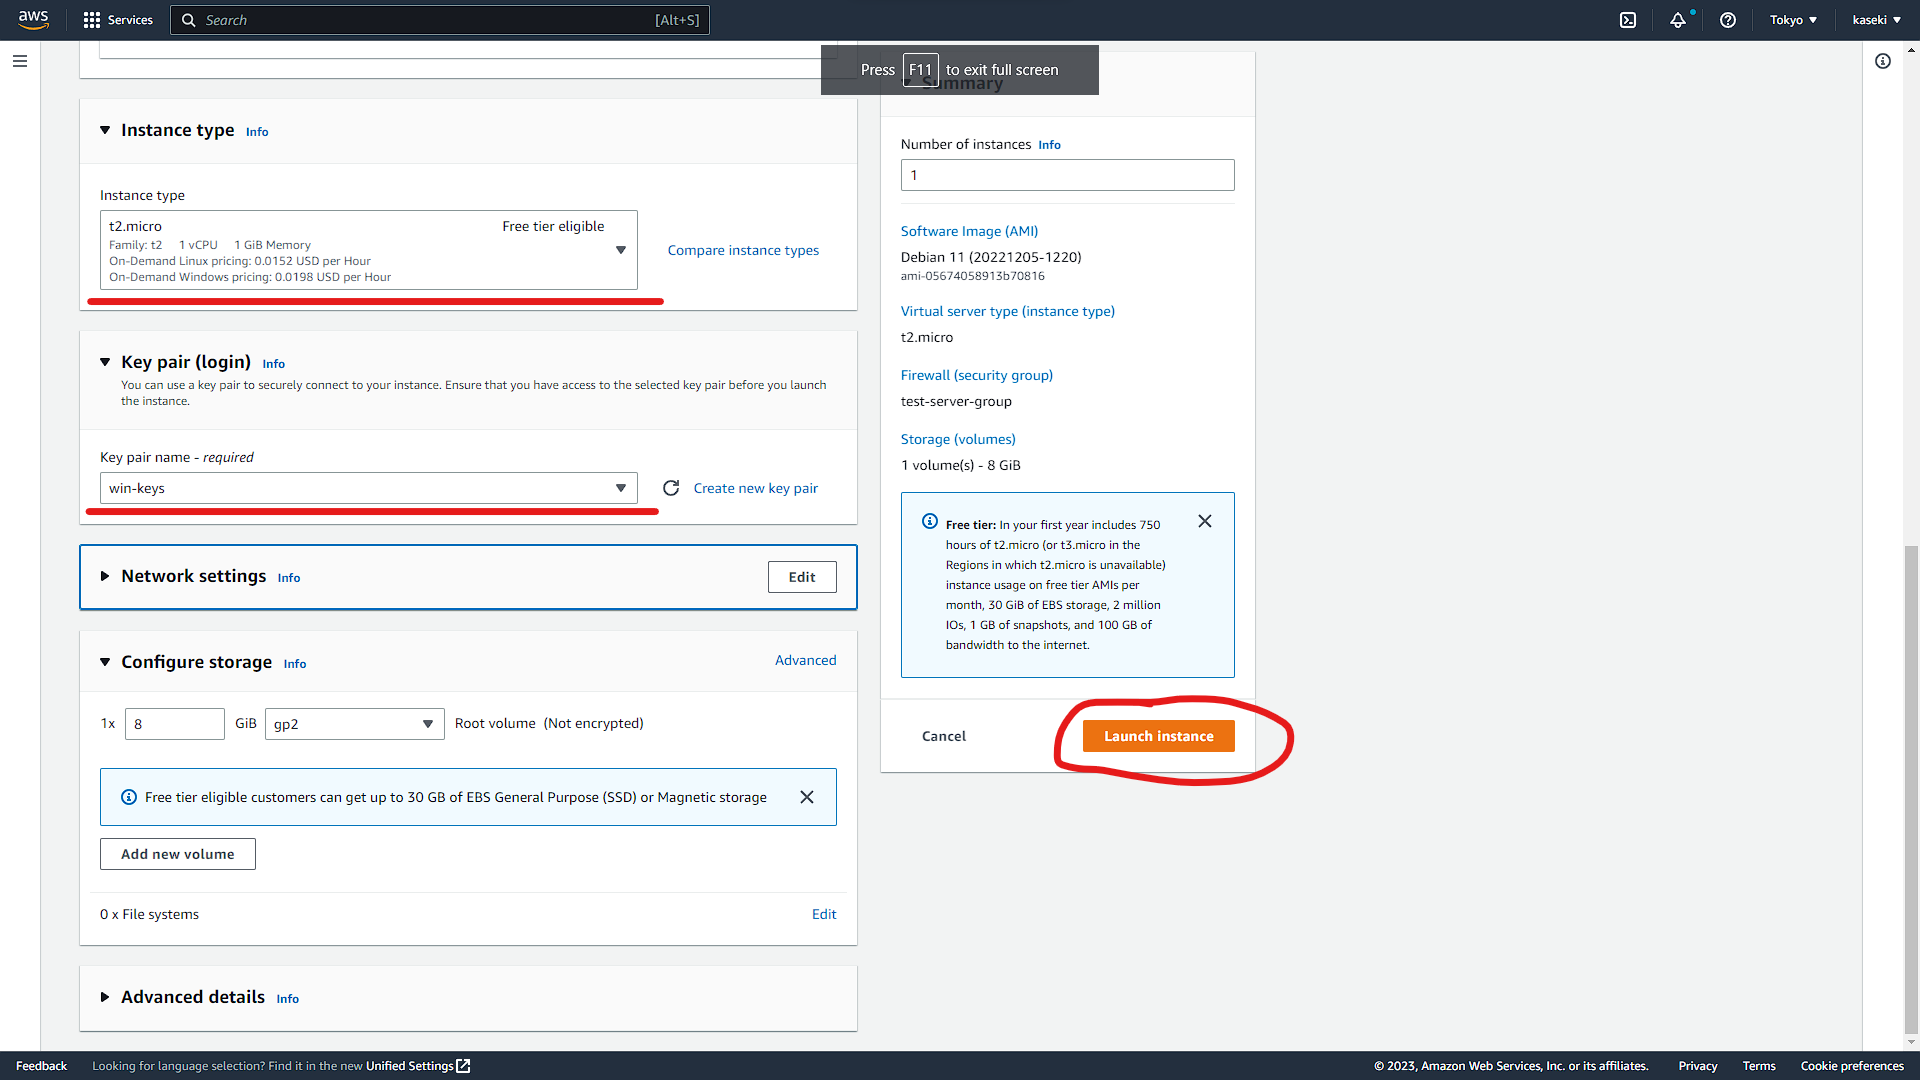 aws
Services
Search
[Alt+S]
Tokyo
kaseki
Press F11 to exit full screen
Summary
Instance type Info
Instance type
t2.micro
Free tier eligible
Family: t2 1 vCPU 1 GiB Memory
On-Demand Linux pricing: 0.0152 USD per Hour
On-Demand Windows pricing: 0.0198 USD per Hour
Compare instance types
Key pair (login) Info
You can use a key pair to securely connect to your instance. Ensure that you have access to the selected key pair before you launch
the instance.
Key pair name - required
win-keys
Create new key pair
Network settings Info
Edit
Configure storage Info
Advanced
1x 8 GiB gp2 Root volume (Not encrypted)
Free tier eligible customers can get up to 30 GB of EBS General Purpose (SSD) or Magnetic storage
Add new volume
0 x File systems
Edit
Advanced details Info
Number of instances Info
1
Software Image (AMI)
Debian 11 (20221205-1220)
ami-05674058913b70816
Virtual server type (instance type)
t2.micro
Firewall (security group)
test-server-group
Storage (volumes)
1 volume(s) - 8 GiB
Free tier: In your first year includes 750
hours of t2.micro (or t3.micro in the
Regions in which t2.micro is unavailable)
instance usage on free tier AMIs per
month, 30 GiB of EBS storage, 2 million
IOs, 1 GB of snapshots, and 100 GB of
bandwidth to the internet.
Cancel
Launch instance
Feedback
Looking for language selection? Find it in the new Unified Settings
© 2023, Amazon Web Services, Inc. or its affiliates.
Privacy
Terms
Cookie preferences